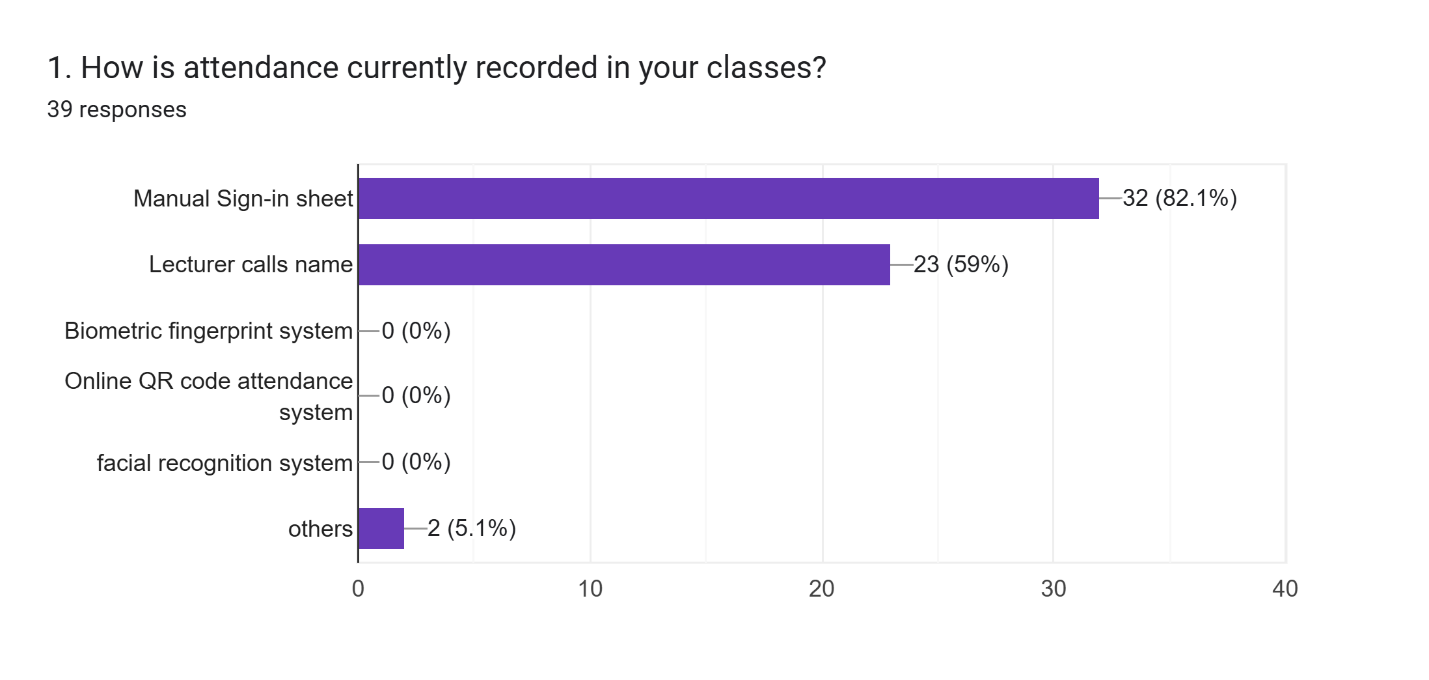 1. How is attendance currently recorded in your classes?
39 responses
Manual Sign-in sheet 32 (82.1%)
Lecturer calls name 23 (59%)
Biometric fingerprint system 0 (0%)
Online QR code attendance
system 0 (0%)
facial recognition system 0 (0%)
others 2 (5.1%)
0 10 20 30 40